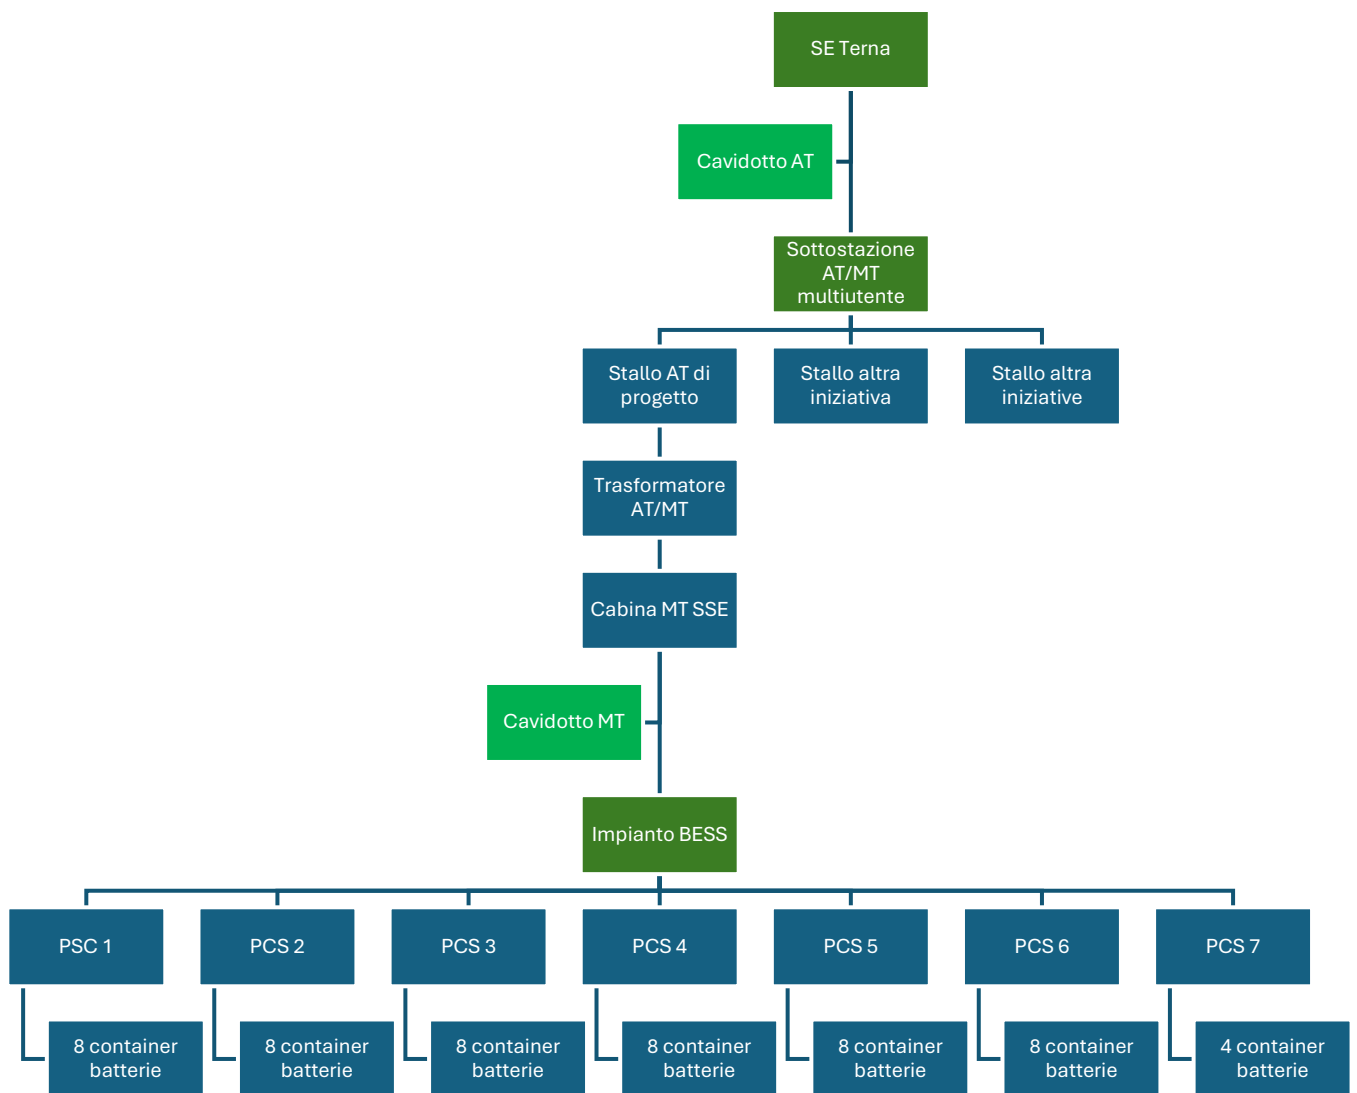 SE Terna
Cavidotto AT
Sottostazione
AT/MT
multiutente
Stallo AT di
progetto
Stallo altra
iniziativa
Stallo altra
iniziative
Trasformatore
AT/MT
Cabina MT SSE
Cavidotto MT
Impianto BESS
PSC 1
PCS 2
PCS 3
PCS 4
PCS 5
PCS 6
PCS 7
8 container
batterie
8 container
batterie
8 container
batterie
8 container
batterie
8 container
batterie
8 container
batterie
4 container
batterie